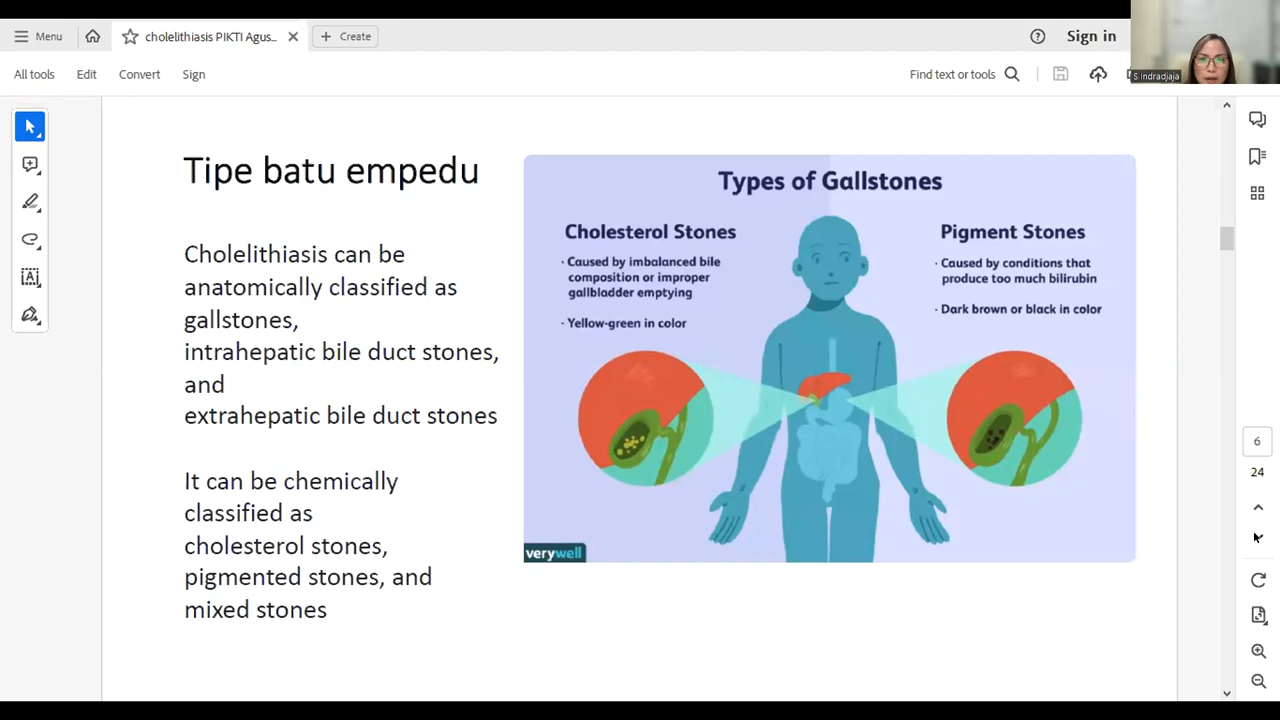 Menu
cholelithiasis PIKTI Agus...
Create
Sign in
S Indradjaja
All tools
Edit
Convert
Sign
Find text or tools
Tipe batu empedu
Cholelithiasis can be
anatomically classified as
gallstones,
intrahepatic bile duct stones,
and
extrahepatic bile duct stones
It can be chemically
classified as
cholesterol stones,
pigmented stones, and
mixed stones
Types of Gallstones
Cholesterol Stones
· Caused by imbalanced bile
composition or improper
gallbladder emptying
· Yellow-green in color
Pigment Stones
· Caused by conditions that
produce too much bilirubin
· Dark brown or black in color
verywell
6
24